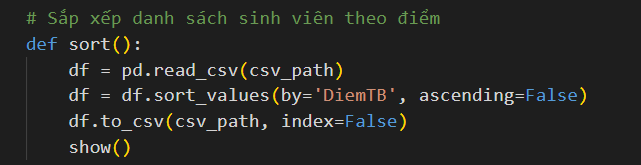 # Sắp xếp danh sách sinh viên theo điểm
def sort():
    df = pd.read_csv(csv_path)
    df = df.sort_values(by='DiemTB', ascending=False)
    df.to_csv(csv_path, index=False)
    show()